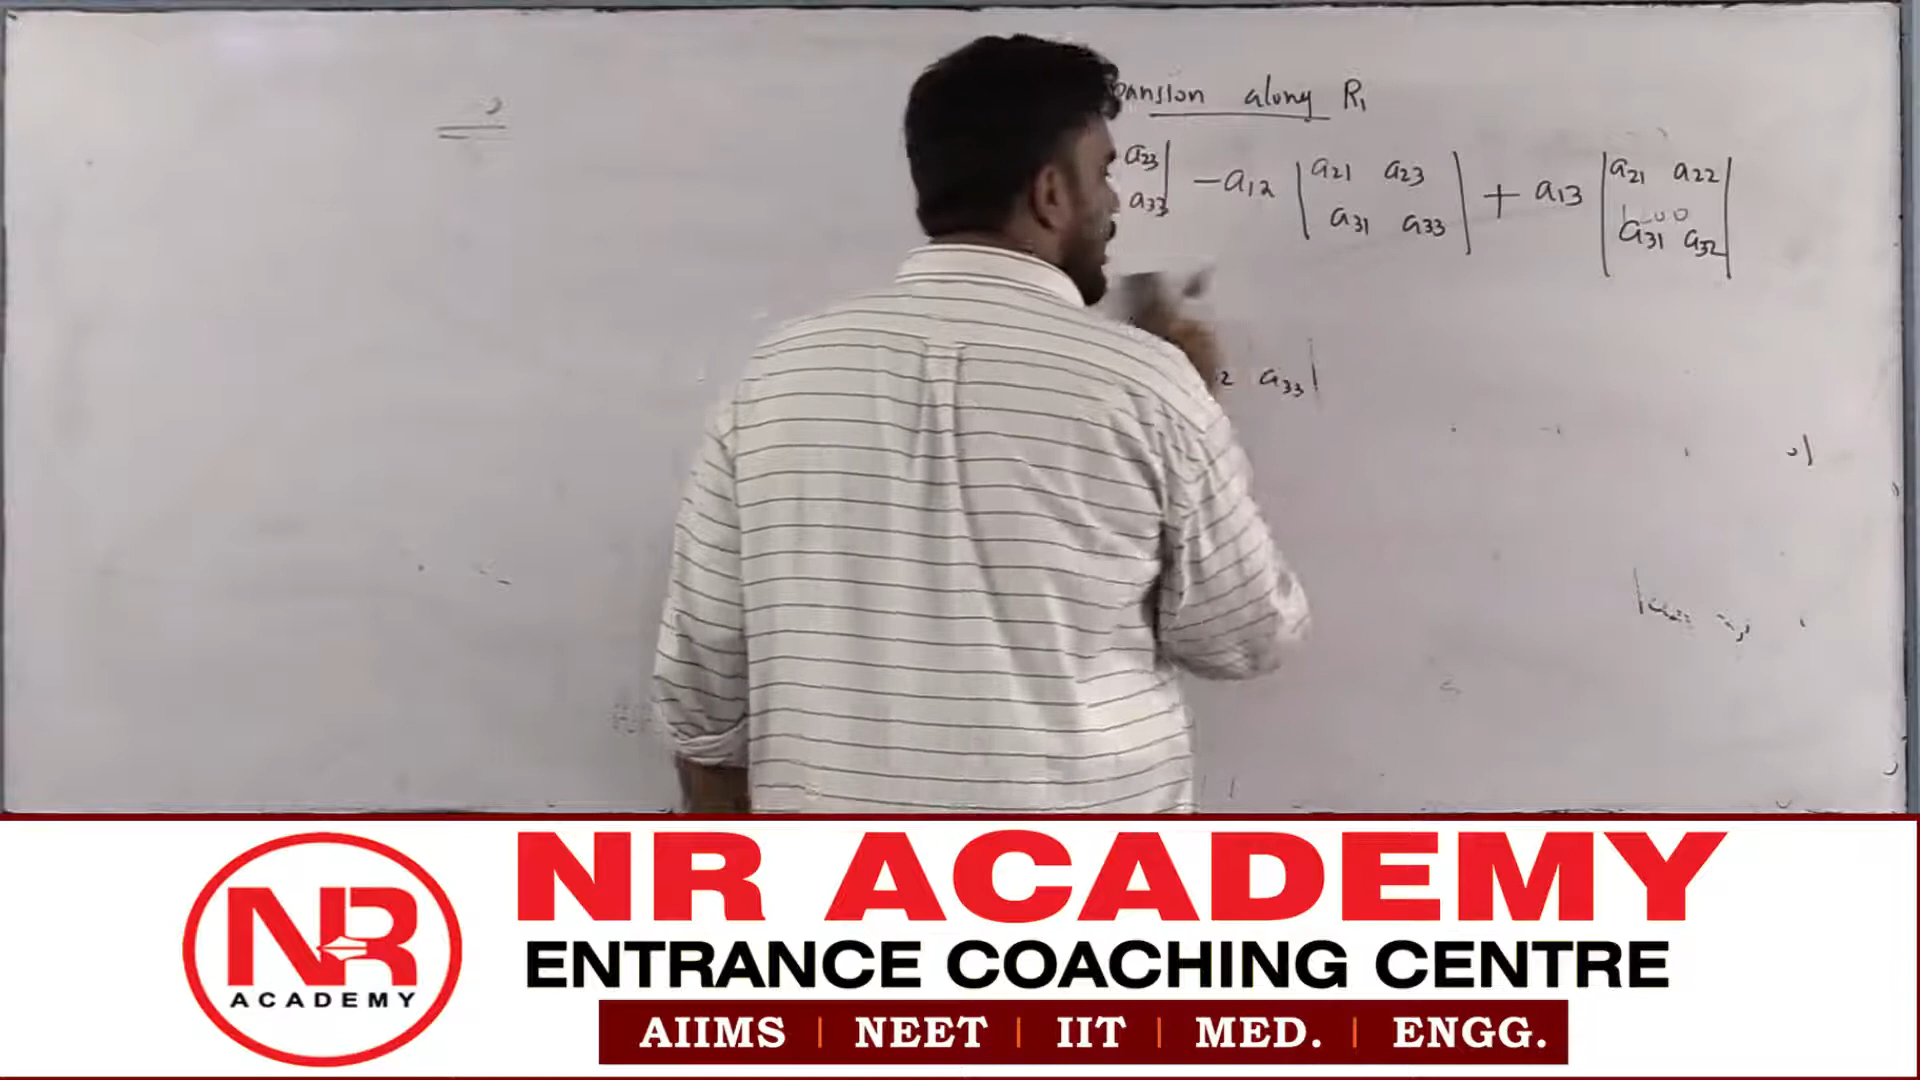 pansion along R₁
a₂₃ | - a₁₂ | a₂₁ a₂₃ | + a₁₃ | a₂₁ a₂₂ |
a₃₃ | | a₃₁ a₃₃ | | a₃₁ a₃₂ |
2 a₃₃ |
NR
ACADEMY
NR ACADEMY
ENTRANCE COACHING CENTRE
AIIMS | NEET | IIT | MED. | ENGG.